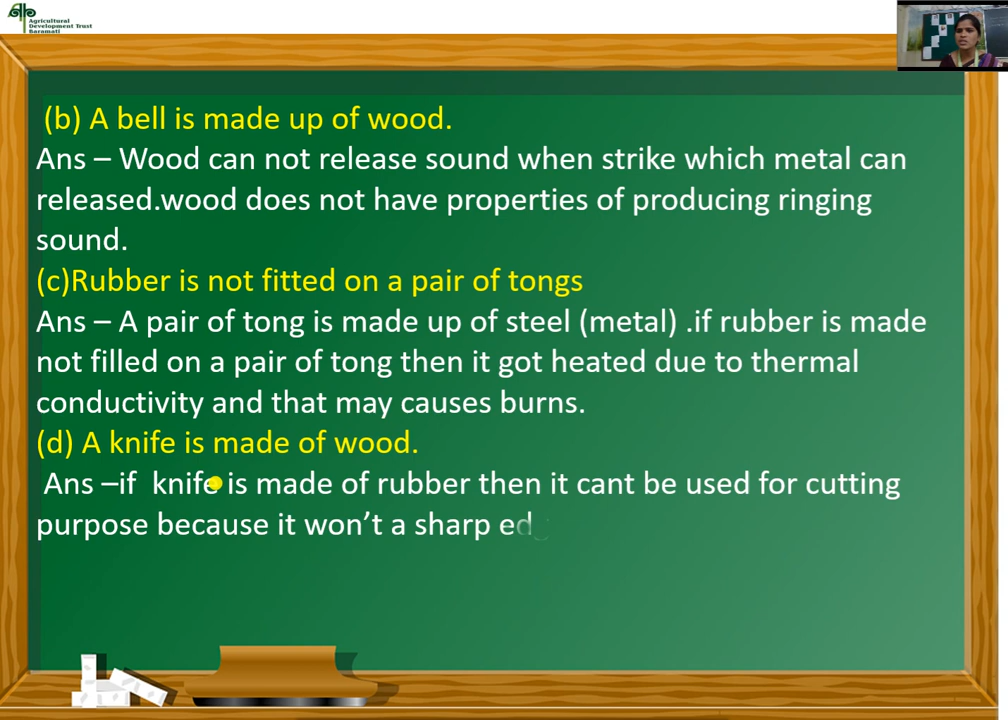 Agricultural
Development Trust
Baramati
(b) A bell is made up of wood.
Ans – Wood can not release sound when strike which metal can
released.wood does not have properties of producing ringing
sound.
(c)Rubber is not fitted on a pair of tongs
Ans – A pair of tong is made up of steel (metal) .if rubber is made
not filled on a pair of tong then it got heated due to thermal
conductivity and that may causes burns.
(d) A knife is made of wood.
Ans –if knife is made of rubber then it cant be used for cutting
purpose because it won’t a sharp edg